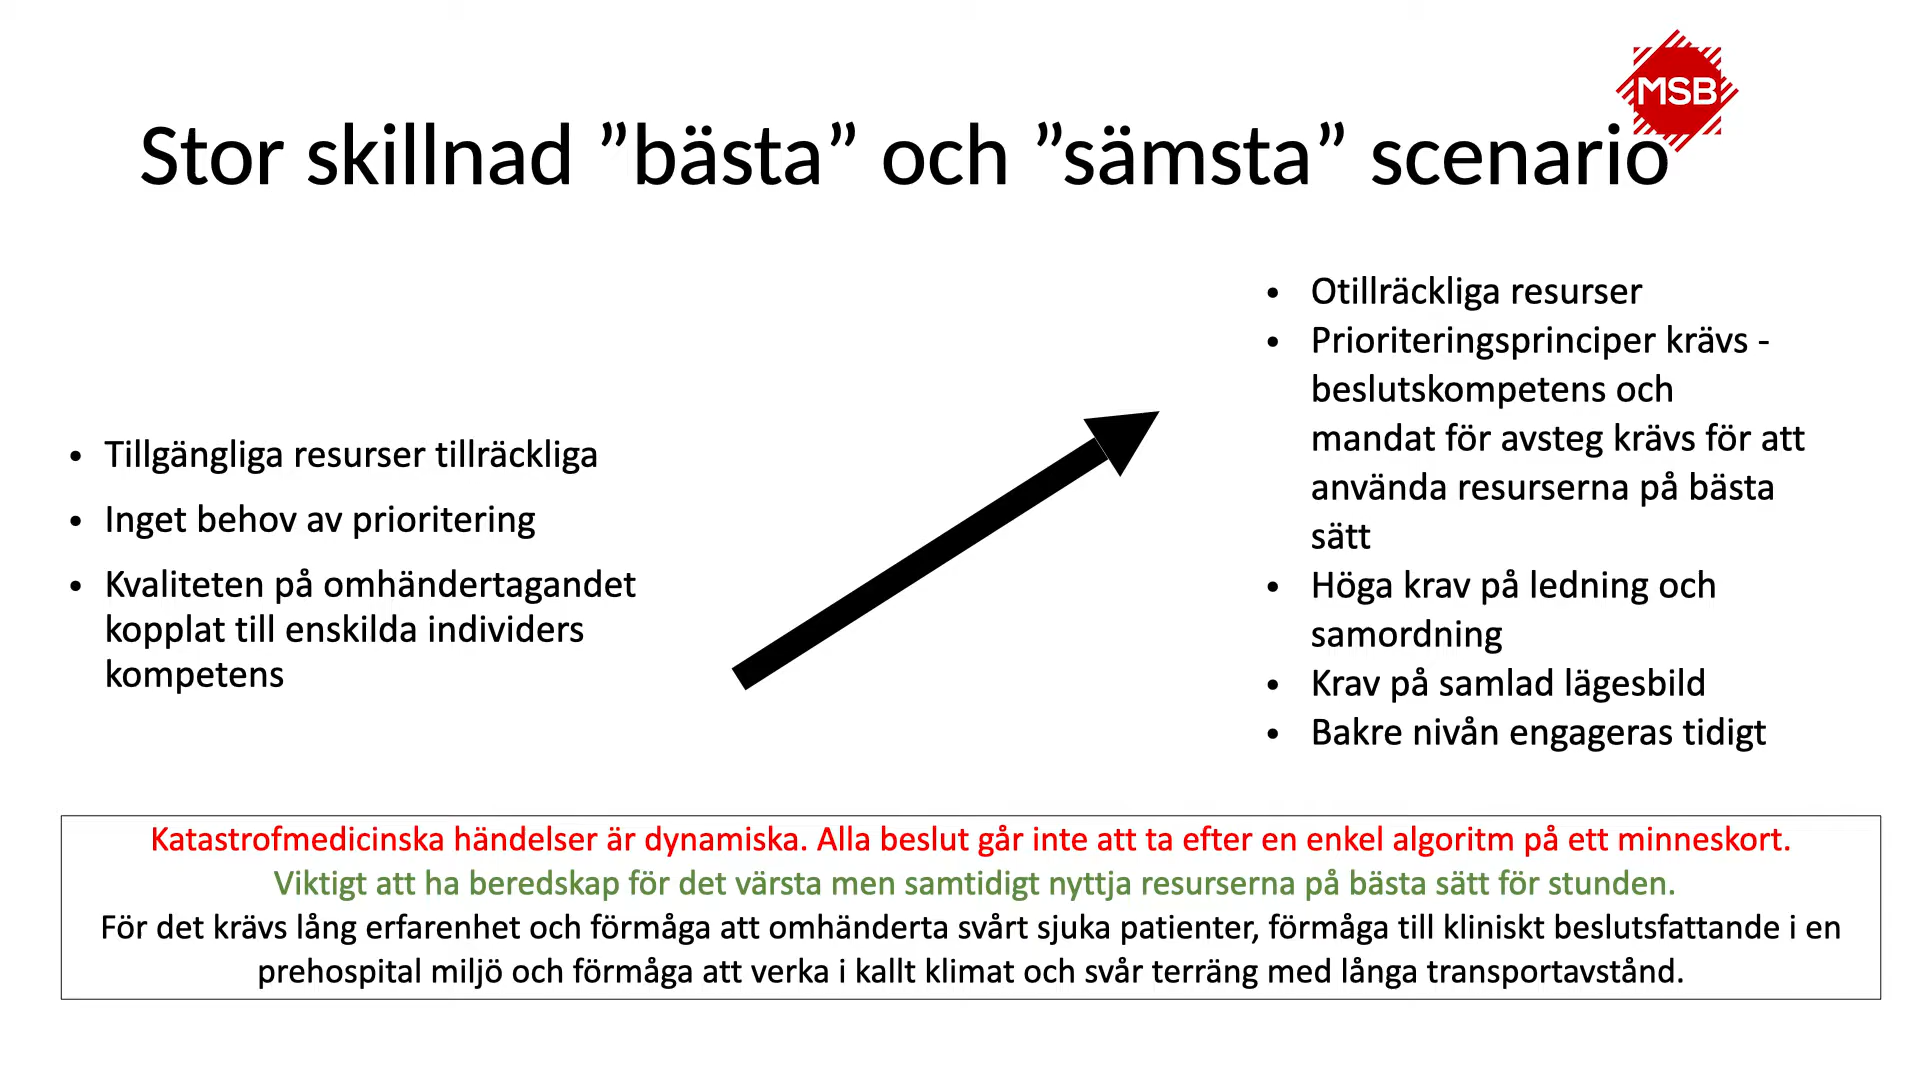 MSB
Stor skillnad ”bästa” och ”sämsta” scenario
• Tillgängliga resurser tillräckliga
• Inget behov av prioritering
• Kvaliteten på omhändertagandet
kopplat till enskilda individers
kompetens
• Otillräckliga resurser
• Prioriteringsprinciper krävs -
beslutskompetens och
mandat för avsteg krävs för att
använda resurserna på bästa
sätt
• Höga krav på ledning och
samordning
• Krav på samlad lägesbild
• Bakre nivån engageras tidigt
Katastrofmedicinska händelser är dynamiska. Alla beslut går inte att ta efter en enkel algoritm på ett minneskort.
Viktigt att ha beredskap för det värsta men samtidigt nyttja resurserna på bästa sätt för stunden.
För det krävs lång erfarenhet och förmåga att omhänderta svårt sjuka patienter, förmåga till kliniskt beslutsfattande i en
prehospital miljö och förmåga att verka i kallt klimat och svår terräng med långa transportavstånd.